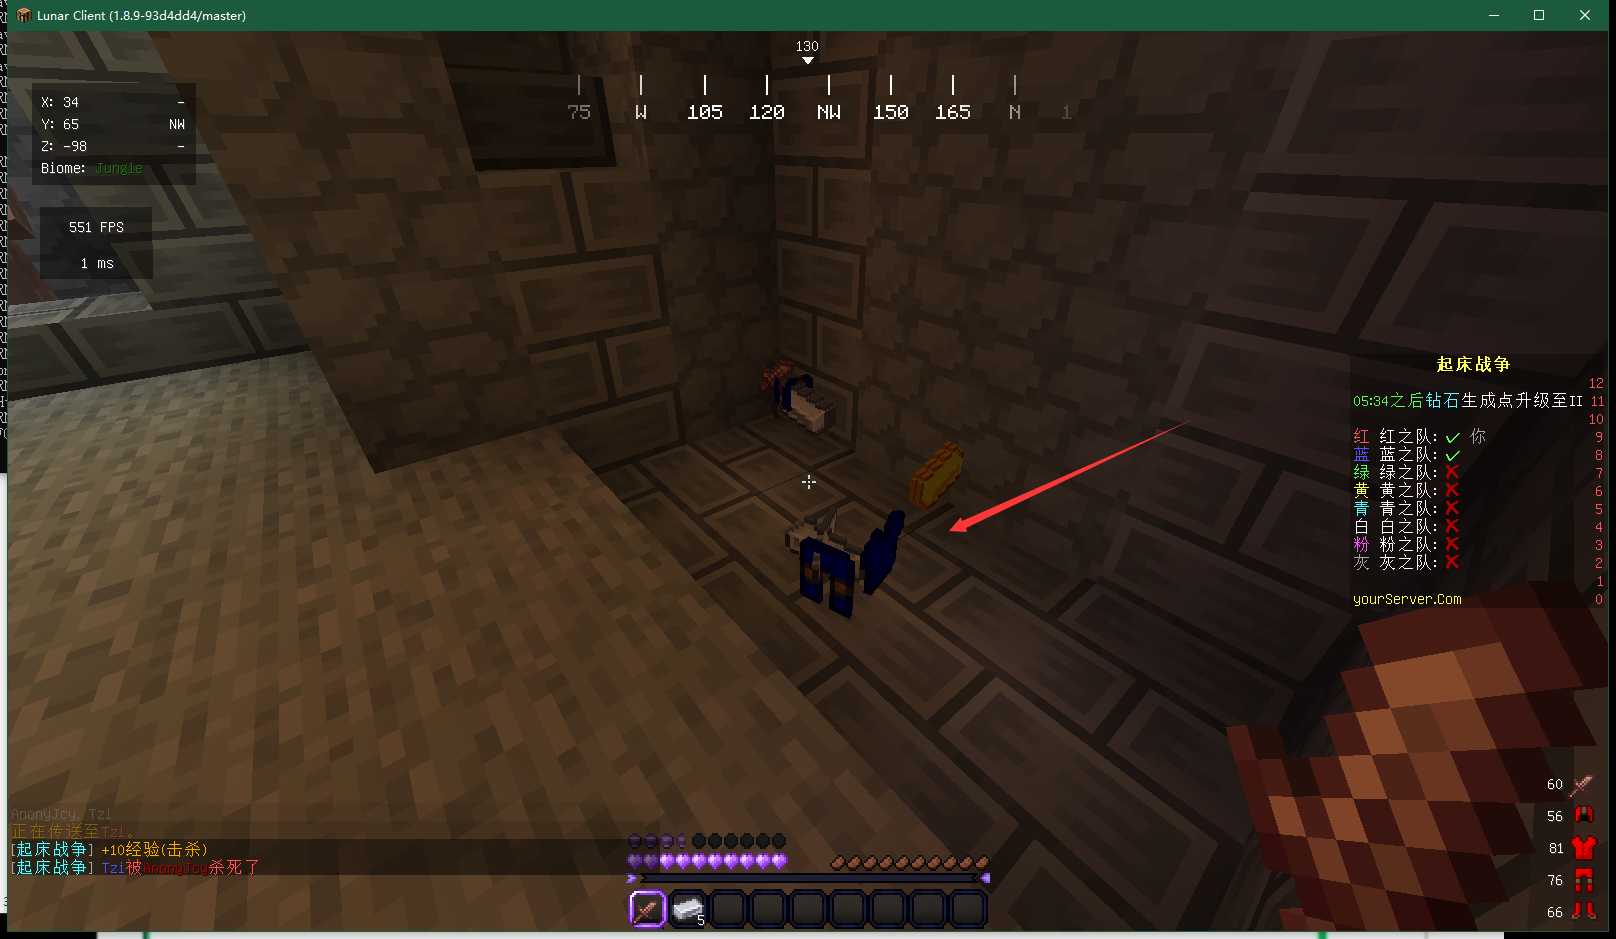 Lunar Client (1.8.9-93d4dd4/master)
130
75 W 105 120 NW 150 165 N 1
X: 34 -
Y: 65 NW
Z: -98 -
Biome: Jungle
551 FPS
1 ms
起床战争
12
05:34之后钻石生成点升级至II 11
10
红 红之队: ✓ 你 9
蓝 蓝之队: ✓ 8
绿 绿之队: ✗ 7
黄 黄之队: ✗ 6
青 青之队: ✗ 5
白 白之队: ✗ 4
粉 粉之队: ✗ 3
灰 灰之队: ✗ 2
1
yourServer.Com 0
60
56
81
76
66
AnonyJcy, Tzi
正在传送至Tzi。
[起床战争] +10经验(击杀)
[起床战争] Tzi被AnonyJcy杀死了
5